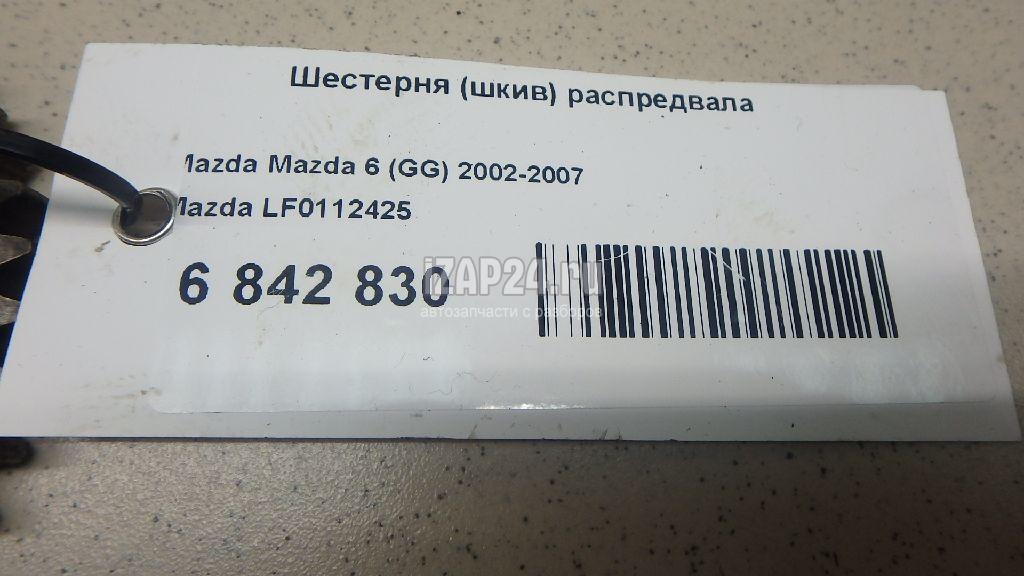 Шестерня (шкив) распредвала
Mazda Mazda 6 (GG) 2002-2007
Mazda LF0112425
6 842 830
iZAP24.ru
автозапчасти с разборов